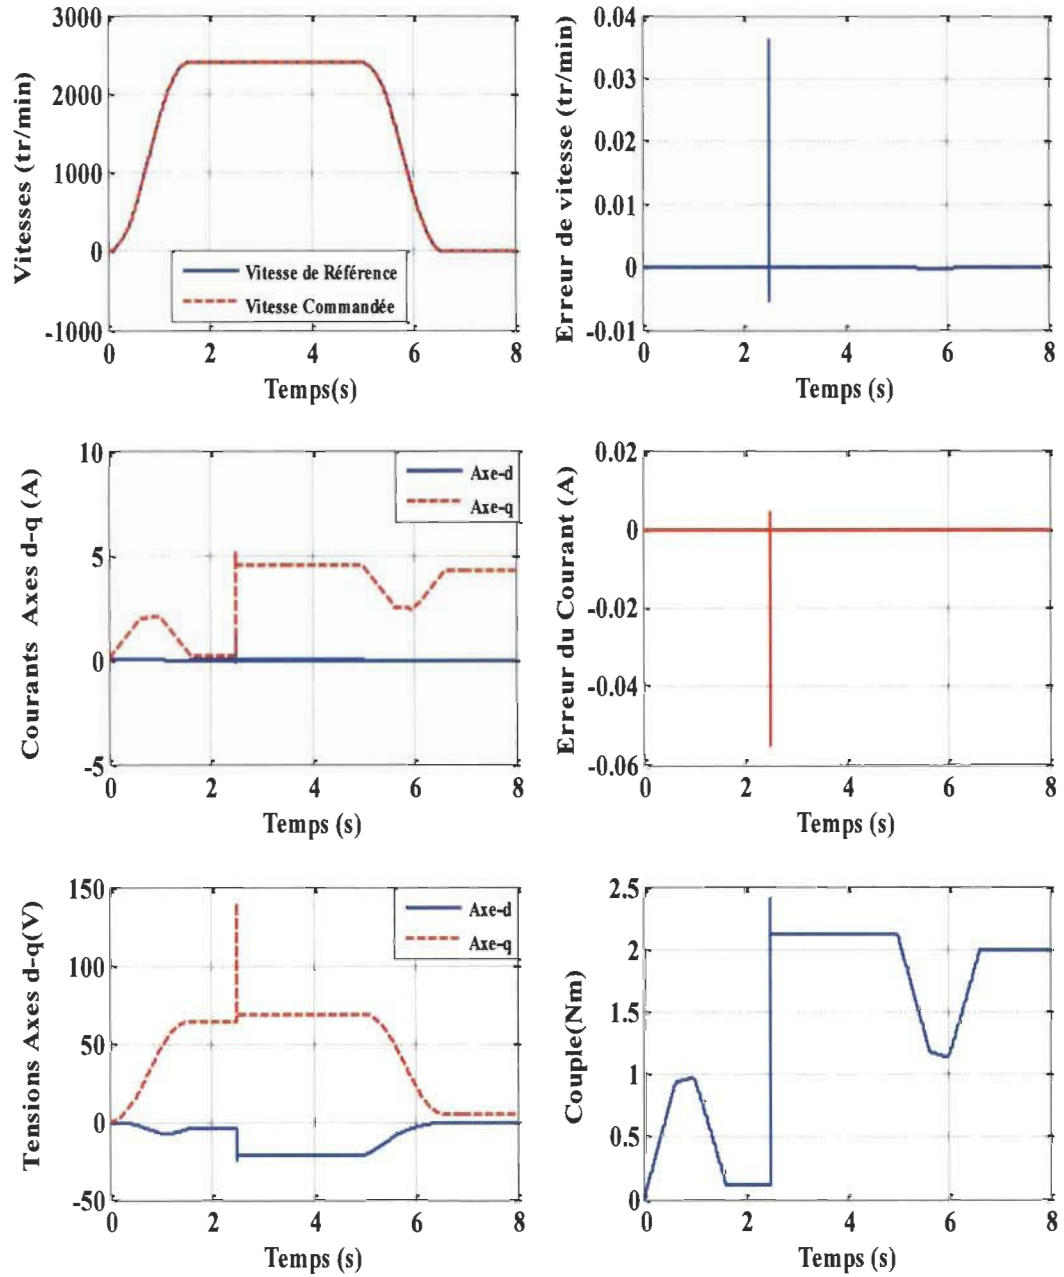 Vitesses (tr/min)
3000
2000
1000
0
-1000
Vitesse de Référence
Vitesse Commandée
0 2 4 6 8
Temps(s)
Erreur de vitesse (tr/min)
0.04
0.03
0.02
0.01
0
-0.01
0 2 4 6 8
Temps (s)
Courants Axes d-q (A)
10
5
0
-5
Axe-d
Axe-q
0 2 4 6 8
Temps (s)
Erreur du Courant (A)
0.02
0
-0.02
-0.04
-0.06
0 2 4 6 8
Temps (s)
Tensions Axes d-q(V)
150
100
50
0
-50
Axe-d
Axe-q
0 2 4 6 8
Temps (s)
Couple(Nm)
2.5
2
1.5
1
0.5
0
0 2 4 6 8
Temps (s)